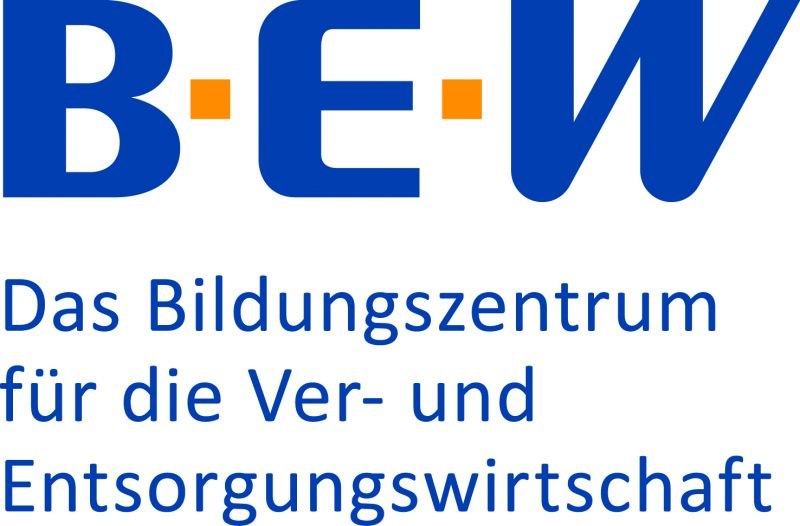 B·E·W
Das Bildungszentrum
für die Ver- und
Entsorgungswirtschaft